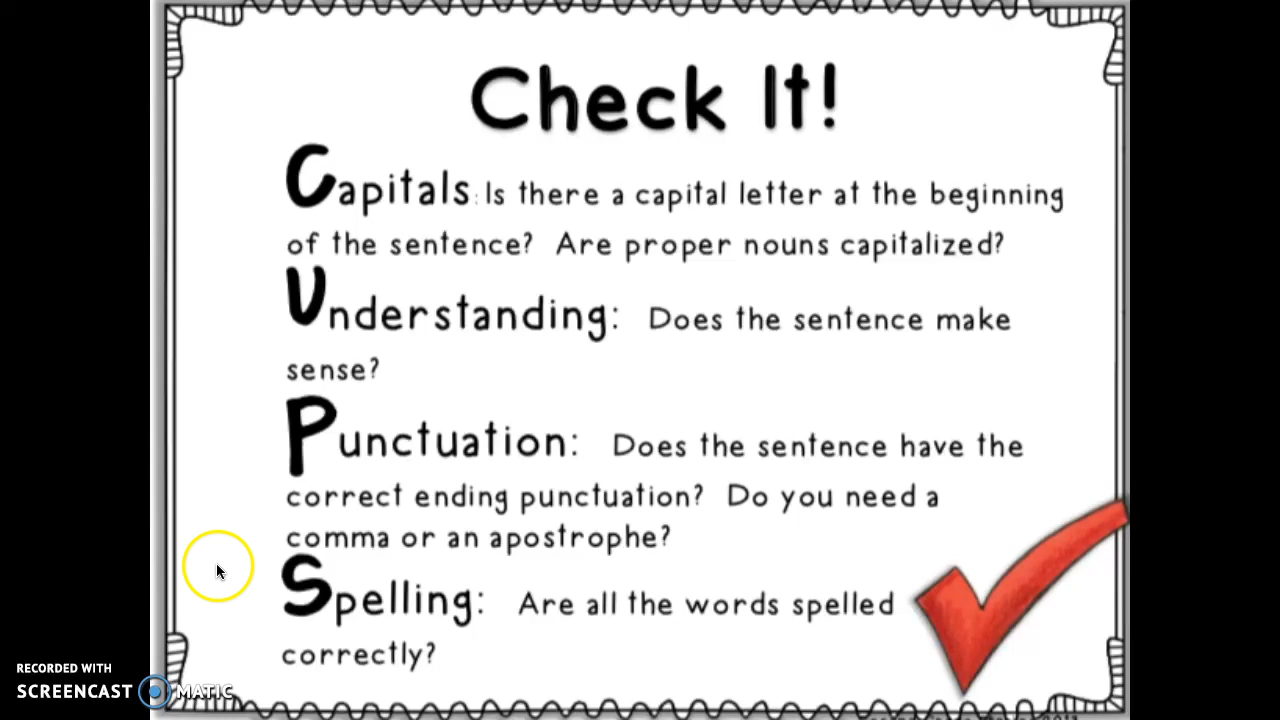 Check It!
Capitals: Is there a capital letter at the beginning
of the sentence? Are proper nouns capitalized?
Understanding: Does the sentence make
sense?
Punctuation: Does the sentence have the
correct ending punctuation? Do you need a
comma or an apostrophe?
Spelling: Are all the words spelled
correctly?
RECORDED WITH
SCREENCAST MATIC